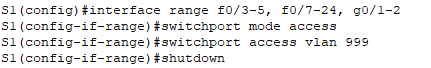 S1(config)#interface range f0/3-5, f0/7-24, g0/1-2
S1(config-if-range)#switchport mode access
S1(config-if-range)#switchport access vlan 999
S1(config-if-range)#shutdown